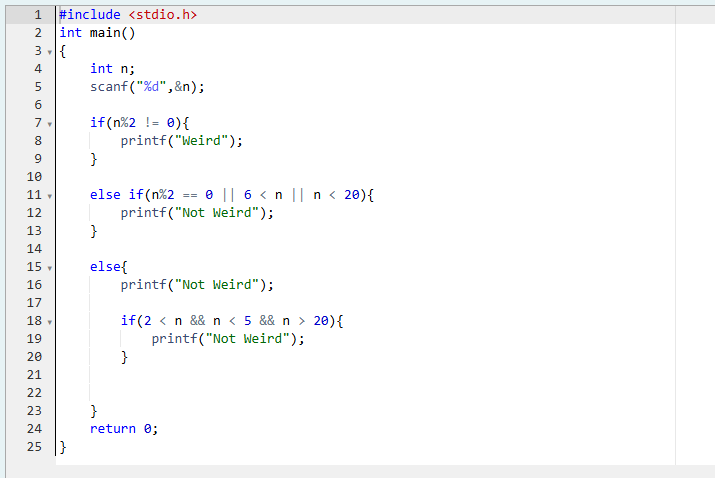 1 #include <stdio.h>
2 int main()
3 {
4 int n;
5 scanf("%d",&n);
6
7 if(n%2 != 0){
8 printf("Weird");
9 }
10
11 else if(n%2 == 0 || 6 < n || n < 20){
12 printf("Not Weird");
13 }
14
15 else{
16 printf("Not Weird");
17
18 if(2 < n && n < 5 && n > 20){
19 printf("Not Weird");
20 }
21
22
23 }
24 return 0;
25 }